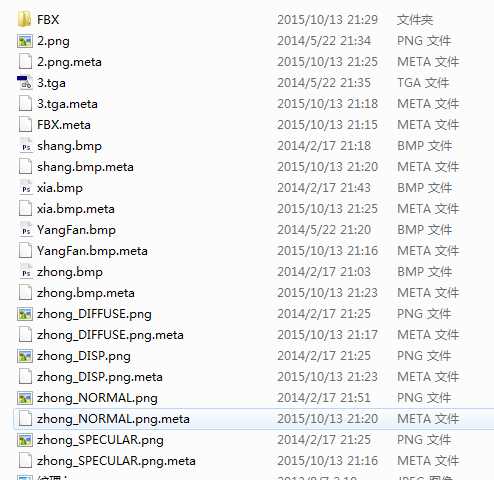 FBX 2015/10/13 21:29 文件夹
2.png 2014/5/22 21:34 PNG 文件
2.png.meta 2015/10/13 21:25 META 文件
3.tga 2014/5/22 21:35 TGA 文件
3.tga.meta 2015/10/13 21:18 META 文件
FBX.meta 2015/10/13 21:15 META 文件
shang.bmp 2014/2/17 21:18 BMP 文件
shang.bmp.meta 2015/10/13 21:20 META 文件
xia.bmp 2014/2/17 21:43 BMP 文件
xia.bmp.meta 2015/10/13 21:25 META 文件
YangFan.bmp 2014/5/22 21:20 BMP 文件
YangFan.bmp.meta 2015/10/13 21:16 META 文件
zhong.bmp 2014/2/17 21:03 BMP 文件
zhong.bmp.meta 2015/10/13 21:23 META 文件
zhong_DIFFUSE.png 2014/2/17 21:25 PNG 文件
zhong_DIFFUSE.png.meta 2015/10/13 21:17 META 文件
zhong_DISP.png 2014/2/17 21:25 PNG 文件
zhong_DISP.png.meta 2015/10/13 21:23 META 文件
zhong_NORMAL.png 2014/2/17 21:51 PNG 文件
zhong_NORMAL.png.meta 2015/10/13 21:20 META 文件
zhong_SPECULAR.png 2014/2/17 21:25 PNG 文件
zhong_SPECULAR.png.meta 2015/10/13 21:16 META 文件